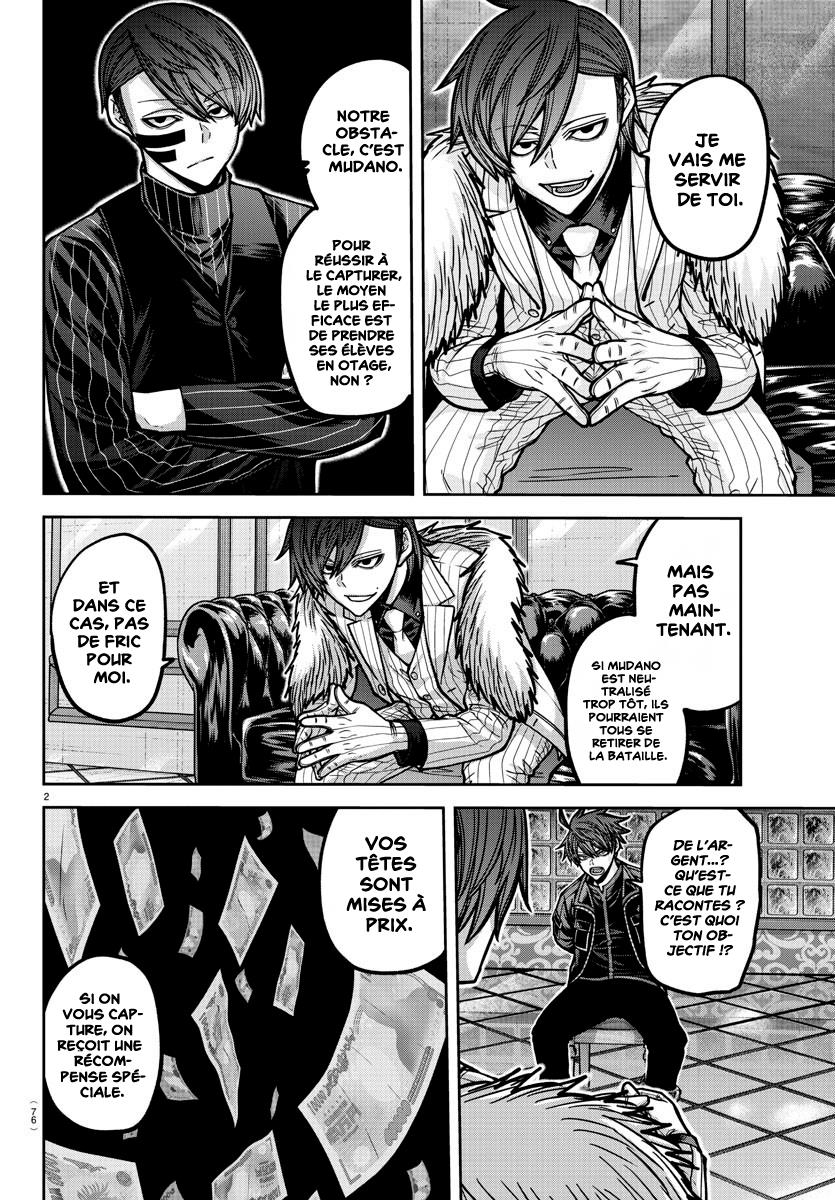 JE
VAIS ME
SERVIR
DE TOI.
NOTRE
OBSTA-
CLE, C'EST
MUDANO.
POUR
RÉUSSIR À
LE CAPTURER,
LE MOYEN
LE PLUS EF-
FICACE EST
DE PRENDRE
SES ÉLÈVES
EN OTAGE,
NON ?
MAIS
PAS
MAIN-
TENANT.
SI MUDANO
EST NEU-
TRALISÉ
TROP TÔT, ILS
POURRAIENT
TOUS SE
RETIRER DE
LA BATAILLE.
ET
DANS CE
CAS, PAS
DE FRIC
POUR
MOI.
2
DE L'AR-
GENT...?
QU'EST-
CE QUE TU
RACONTES ?
C'EST QUOI
TON OB-
JECTIF !?
VOS
TÊTES
SONT
MISES À
PRIX.
SI ON
VOUS CAP-
TURE, ON
REÇOIT UNE
RÉCOM-
PENSE SPÉ-
CIALE.
(76)